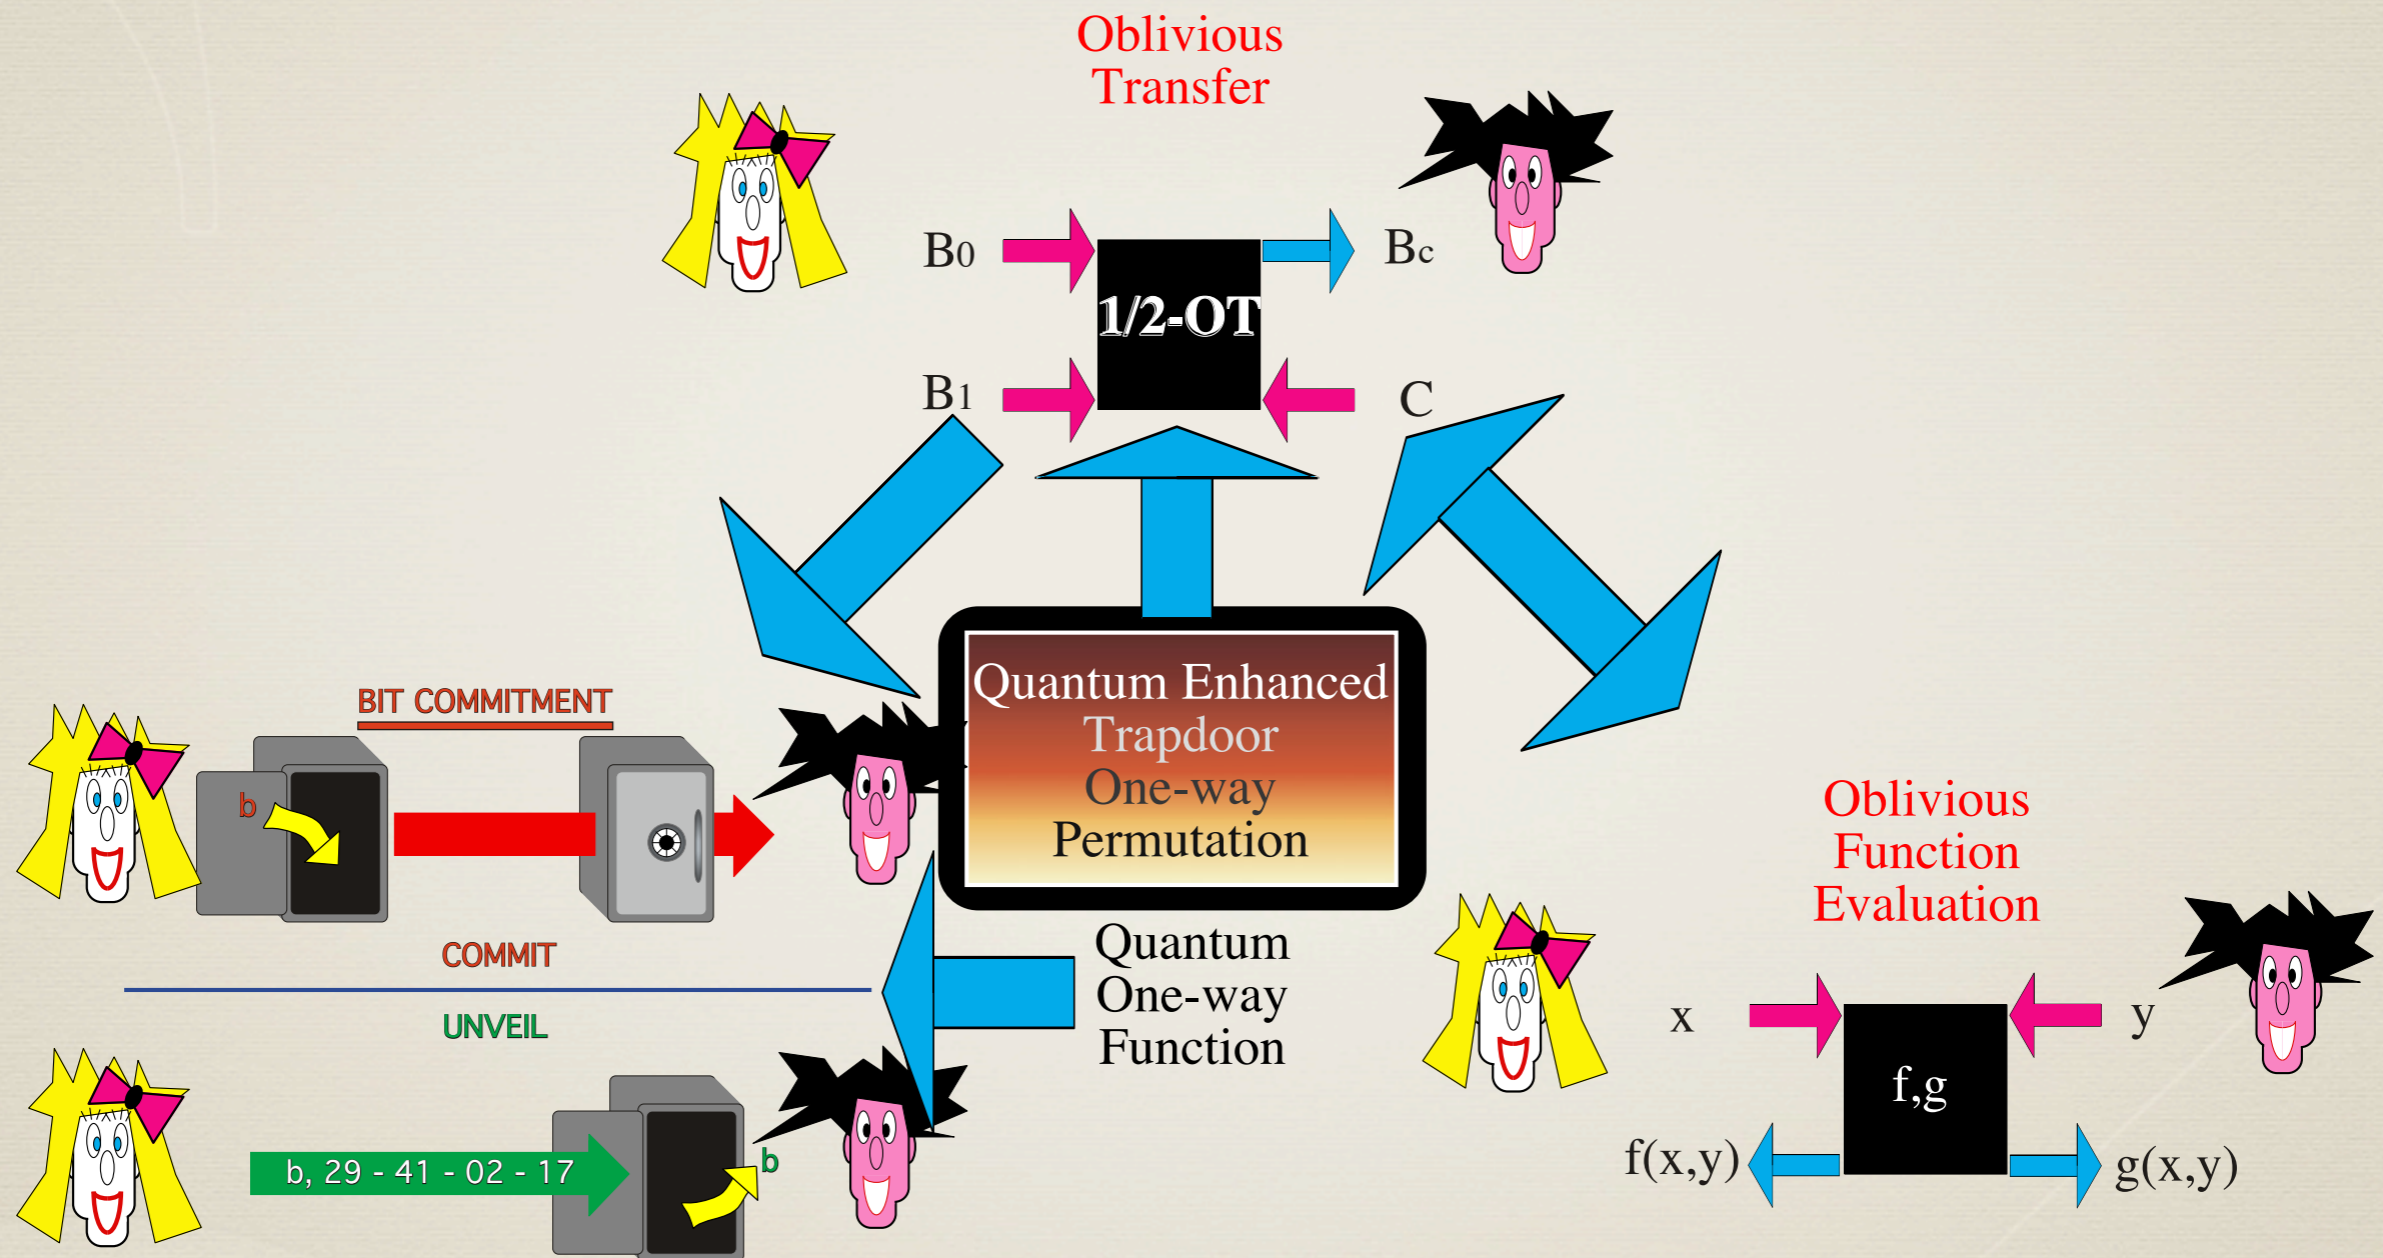 Oblivious
Transfer
B0
Bc
1/2-OT
B1
C
Quantum Enhanced
Trapdoor
One-way
Permutation
BIT COMMITMENT
b
COMMIT
UNVEIL
b, 29 - 41 - 02 - 17
b
Quantum
One-way
Function
Oblivious
Function
Evaluation
x
y
f,g
f(x,y)
g(x,y)